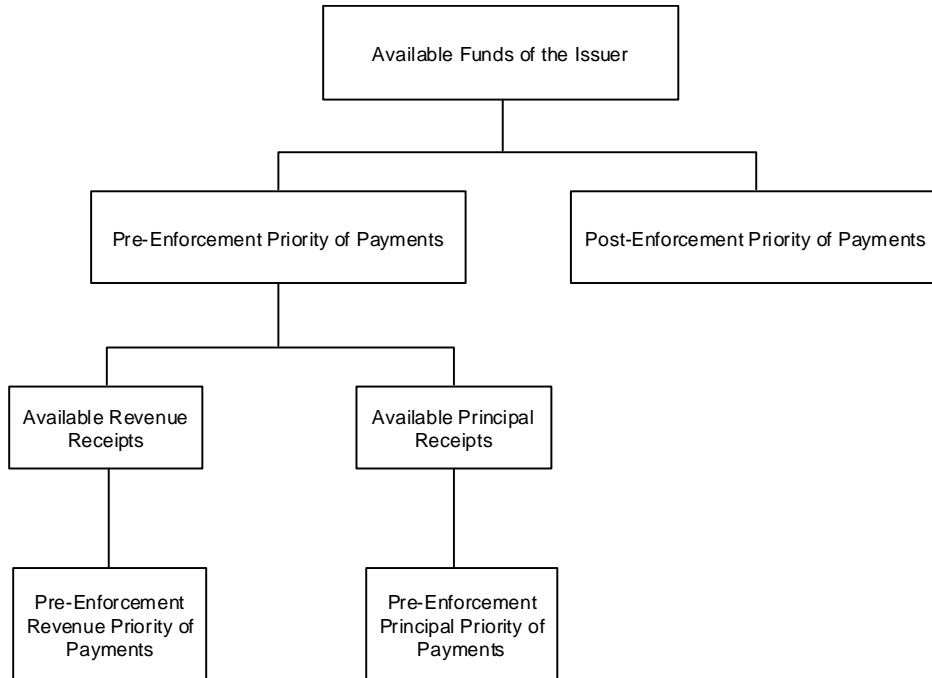 Available Funds of the Issuer
Pre-Enforcement Priority of Payments
Post-Enforcement Priority of Payments
Available Revenue
Receipts
Available Principal
Receipts
Pre-Enforcement
Revenue Priority of
Payments
Pre-Enforcement
Principal Priority of
Payments